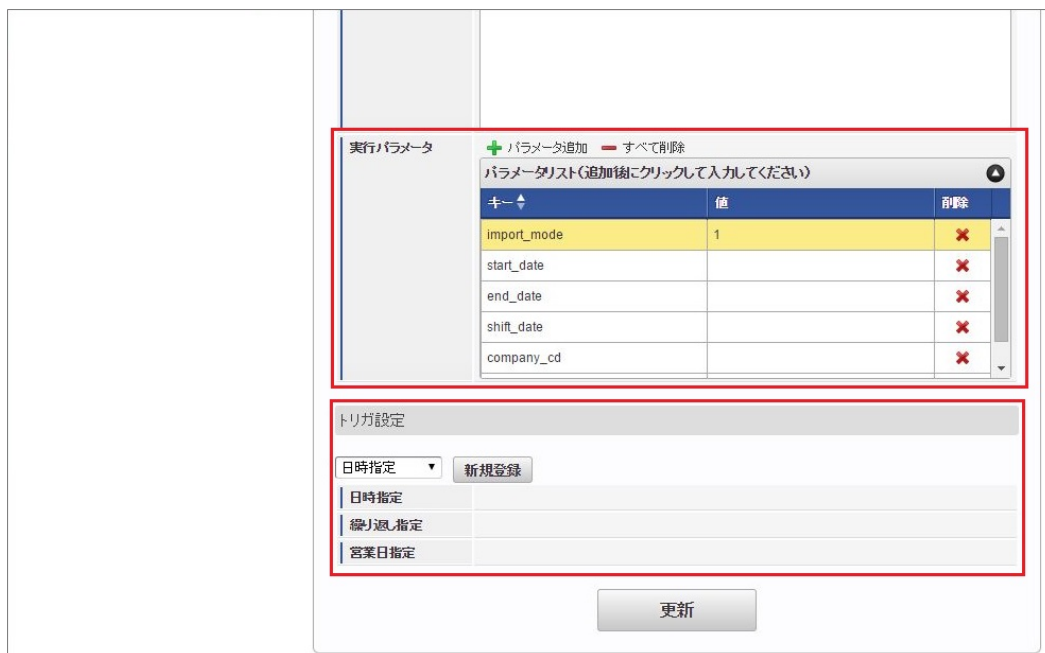 実行パラメータ
パラメータ追加 すべて削除
パラメータリスト(追加後にクリックして入力してください)
キー 値 削除
import_mode 1
start_date
end_date
shift_date
company_cd
トリガ設定
日時指定 新規登録
日時指定
繰り返し指定
営業日指定
更新